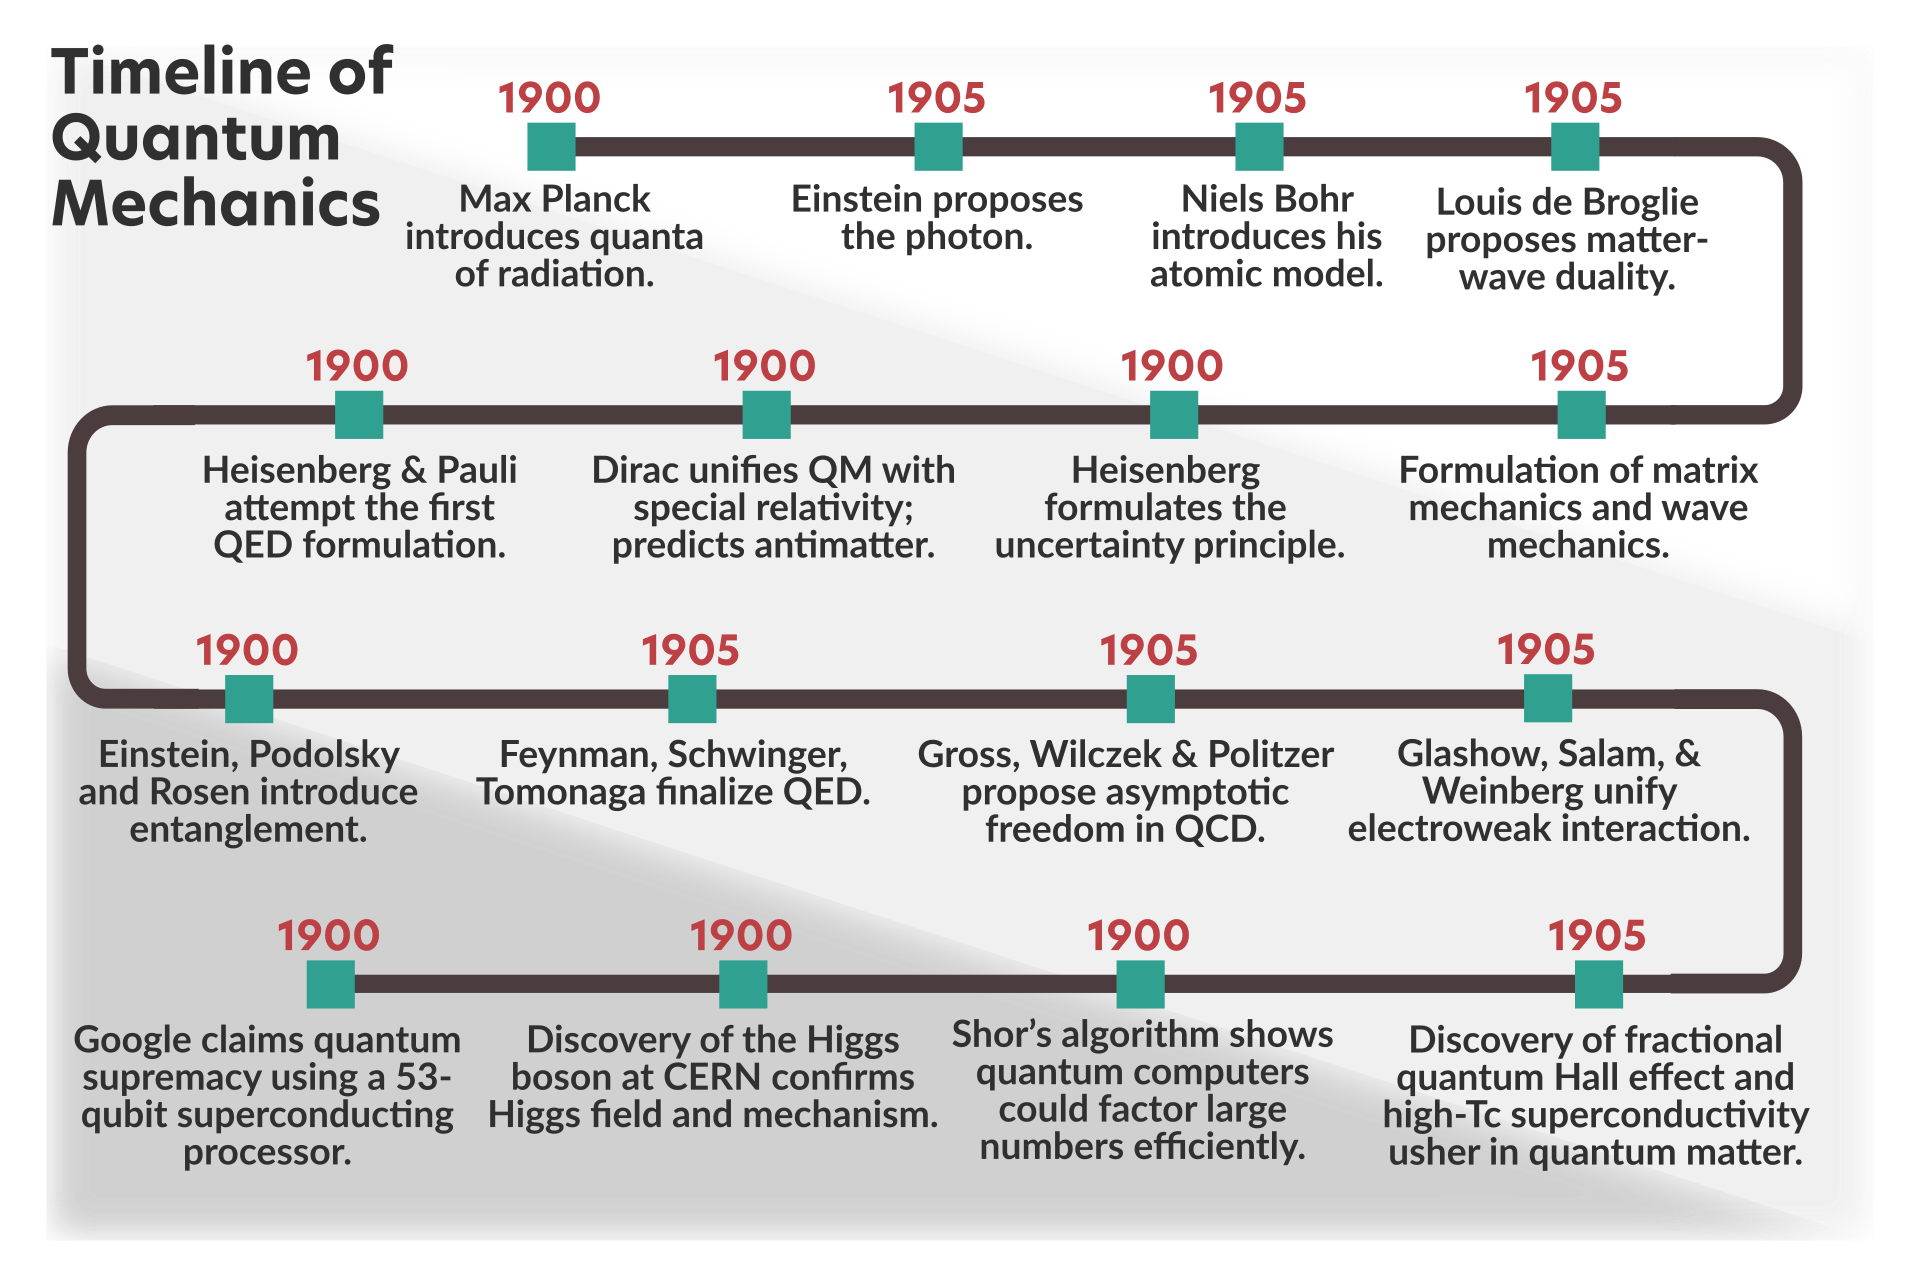 Timeline of
Quantum
Mechanics
1900
Max Planck
introduces quanta
of radiation.
1905
Einstein proposes
the photon.
1905
Niels Bohr
introduces his
atomic model.
1905
Louis de Broglie
proposes matter-
wave duality.
1900
Heisenberg & Pauli
attempt the first
QED formulation.
1900
Dirac unifies QM with
special relativity;
predicts antimatter.
1900
Heisenberg
formulates the
uncertainty principle.
1905
Formulation of matrix
mechanics and wave
mechanics.
1900
Einstein, Podolsky
and Rosen introduce
entanglement.
1905
Feynman, Schwinger,
Tomonaga finalize QED.
1905
Gross, Wilczek & Politzer
propose asymptotic
freedom in QCD.
1905
Glashow, Salam, &
Weinberg unify
electroweak interaction.
1900
Google claims quantum
supremacy using a 53-
qubit superconducting
processor.
1900
Discovery of the Higgs
boson at CERN confirms
Higgs field and mechanism.
1900
Shor’s algorithm shows
quantum computers
could factor large
numbers efficiently.
1905
Discovery of fractional
quantum Hall effect and
high-Tc superconductivity
usher in quantum matter.